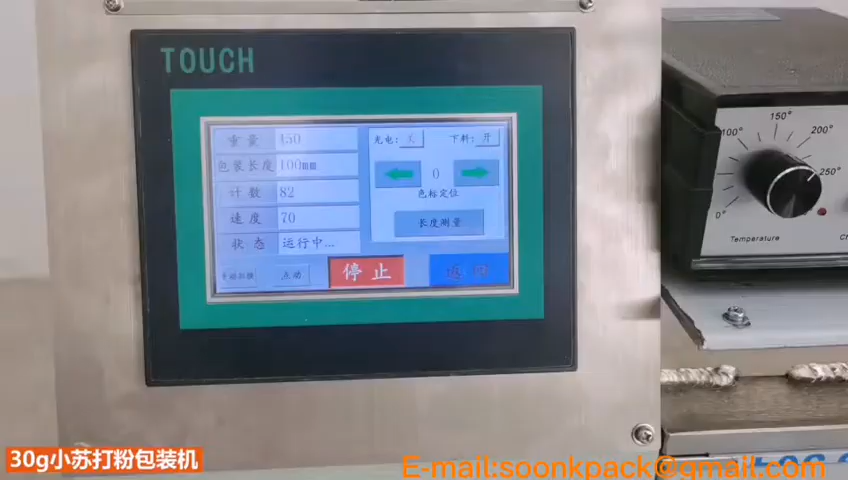 TOUCH
重量 450
包装长度 100mm
计数 82
速度 70
状态 运行中...
光电: 关
下料: 开
0
色标定位
长度测量
点动
停止
返回
0°
100°
150°
200°
250°
Temperature
30g小苏打粉包装机
E-mail:soonkpack@gmail.com